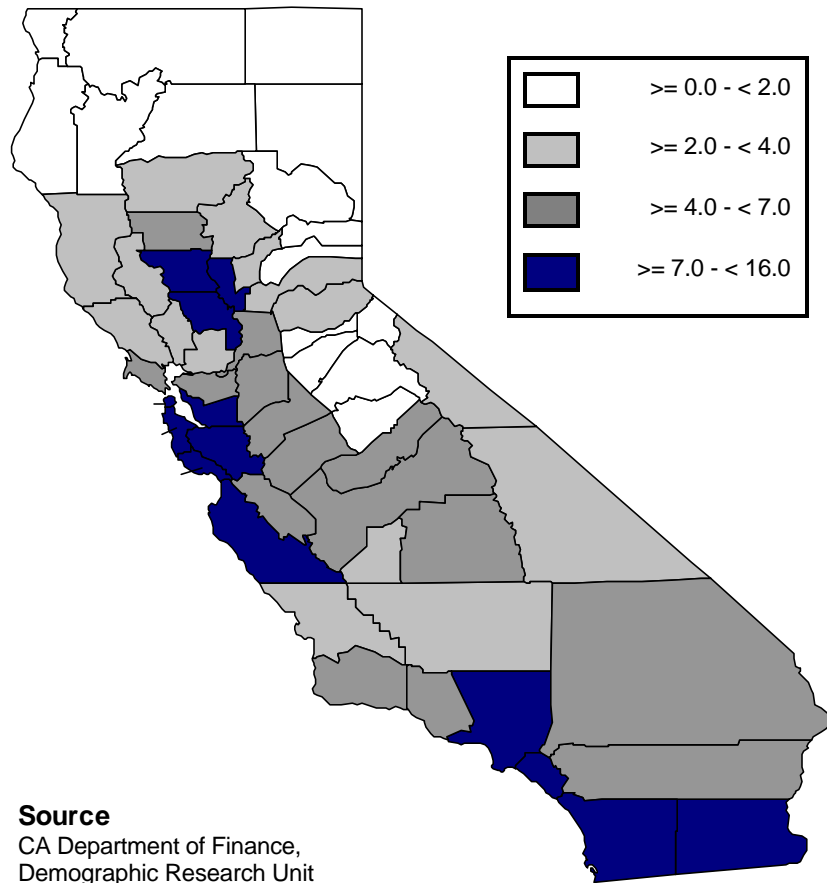 >= 0.0 - < 2.0
>= 2.0 - < 4.0
>= 4.0 - < 7.0
>= 7.0 - < 16.0
Source
CA Department of Finance,
Demographic Research Unit